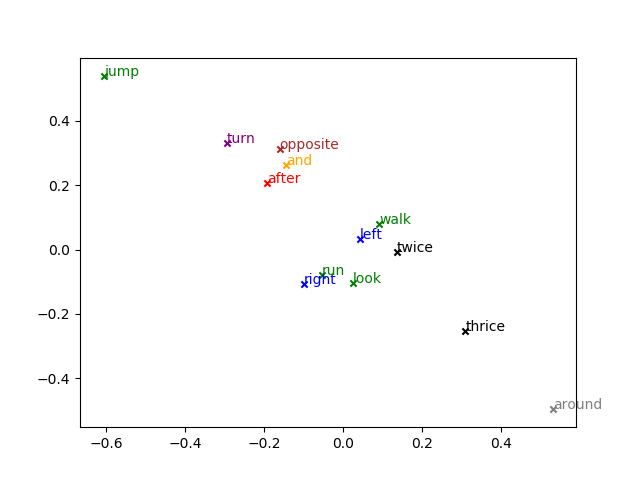 jump
turn
opposite
and
after
walk
left
twice
run
right
look
thrice
around
0.4
0.2
0.0
−0.2
−0.4
−0.6 −0.4 −0.2 0.0 0.2 0.4